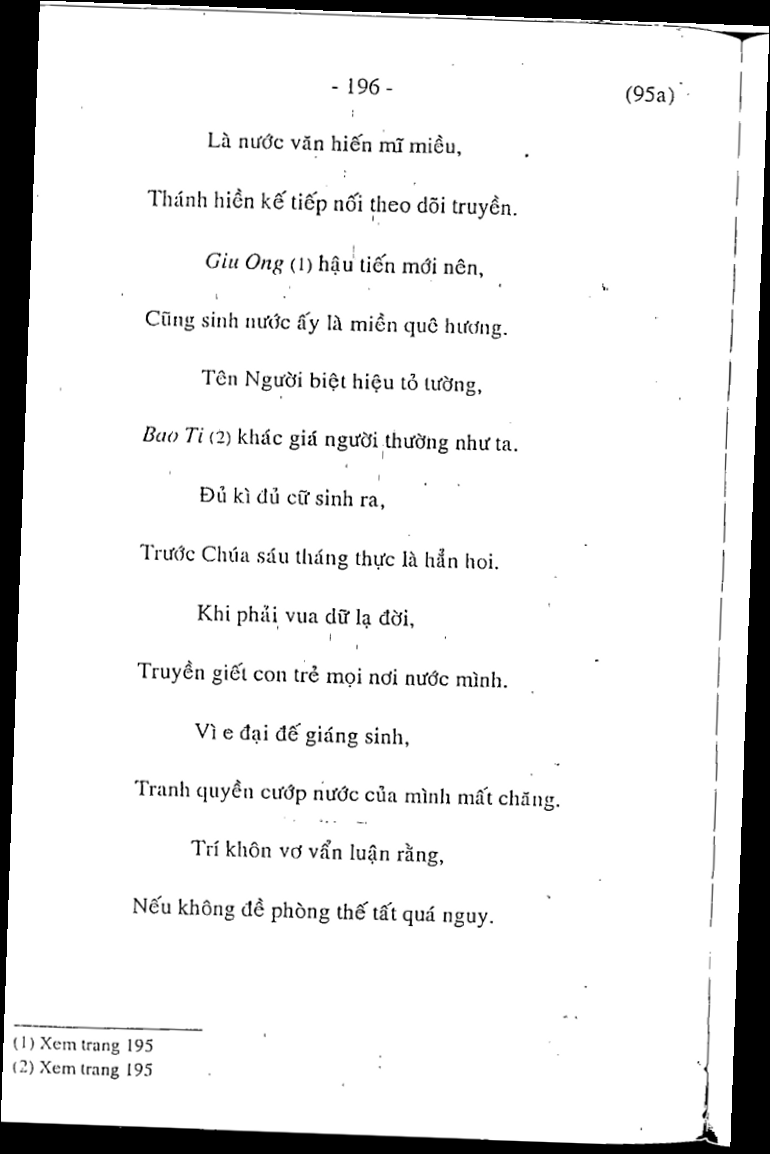 - 196 -
(95a)
Là nước văn hiến mĩ miều,
Thánh hiền kế tiếp nối theo dõi truyền.
Giu Ong (1) hậu tiến mới nên,
Cũng sinh nước ấy là miền quê hương.
Tên Người biệt hiệu tỏ tường,
Bao Ti (2) khác giá người thường như ta.
Đủ kì đủ cữ sinh ra,
Trước Chúa sáu tháng thực là hẳn hoi.
Khi phải vua dữ lạ đời,
Truyền giết con trẻ mọi nơi nước mình.
Vì e đại đế giáng sinh,
Tranh quyền cướp nước của mình mất chăng.
Trí khôn vơ vẩn luận rằng,
Nếu không đề phòng thế tất quá nguy.
(1) Xem trang 195
(2) Xem trang 195